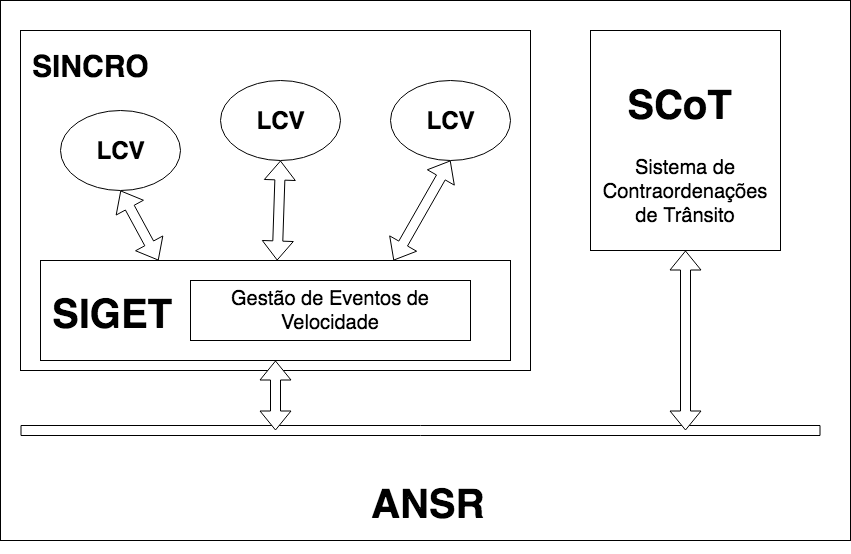 SINCRO
LCV
LCV
LCV
SIGET
Gestão de Eventos de
Velocidade
SCoT
Sistema de
Contraordenações
de Trânsito
ANSR